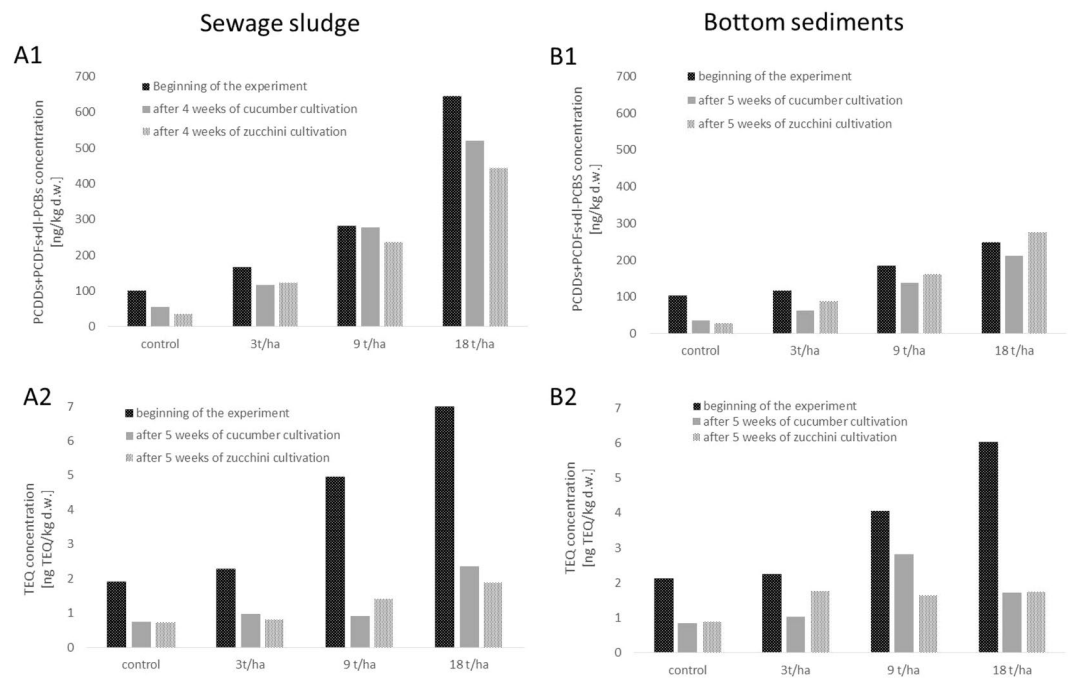 Sewage sludge
Bottom sediments
A1
PCDDs+PCDFs+dl-PCBs concentration
[ng/kg d.w.]
700
600
500
400
300
200
100
0
Beginning of the experiment
after 4 weeks of cucumber cultivation
after 4 weeks of zucchini cultivation
control
3t/ha
9 t/ha
18 t/ha
B1
PCDDs+PCDFs+dl-PCBS concentration
[ng/kg d.w.]
700
600
500
400
300
200
100
0
beginning of the experiment
after 5 weeks of cucumber cultivation
after 5 weeks of zucchini cultivation
control
3t/ha
9 t/ha
18 t/ha
A2
TEQ concentration
[ng TEQ/kg d.w.]
7
6
5
4
3
2
1
0
beginning of the experiment
after 5 weeks of cucumber cultivation
after 5 weeks of zucchini cultivation
control
3t/ha
9 t/ha
18 t/ha
B2
TEQ concentration
[ng TEQ/kg d.w.]
7
6
5
4
3
2
1
0
beginning of the experiment
after 5 weeks of cucumber cultivation
after 5 weeks of zucchini cultivation
control
3t/ha
9 t/ha
18 t/ha